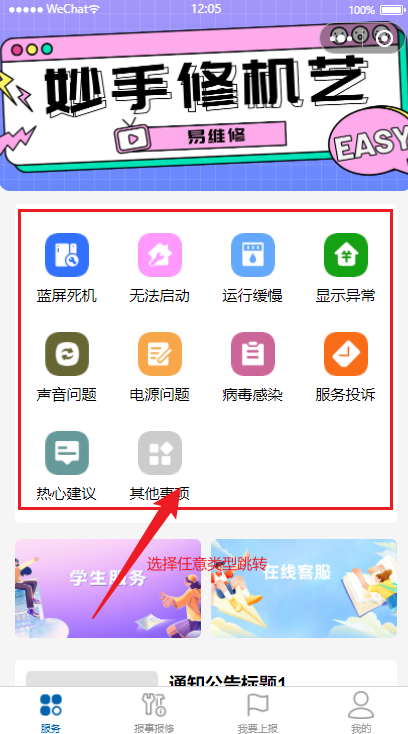 WeChat 12:05 100%
妙手修机艺
易维修
EASY
蓝屏死机 无法启动 运行缓慢 显示异常
声音问题 电源问题 病毒感染 服务投诉
热心建议 其他事项
选择任意类型跳转
学生服务 在线客服
通知公告标题1
服务 报事报修 我要上报 我的